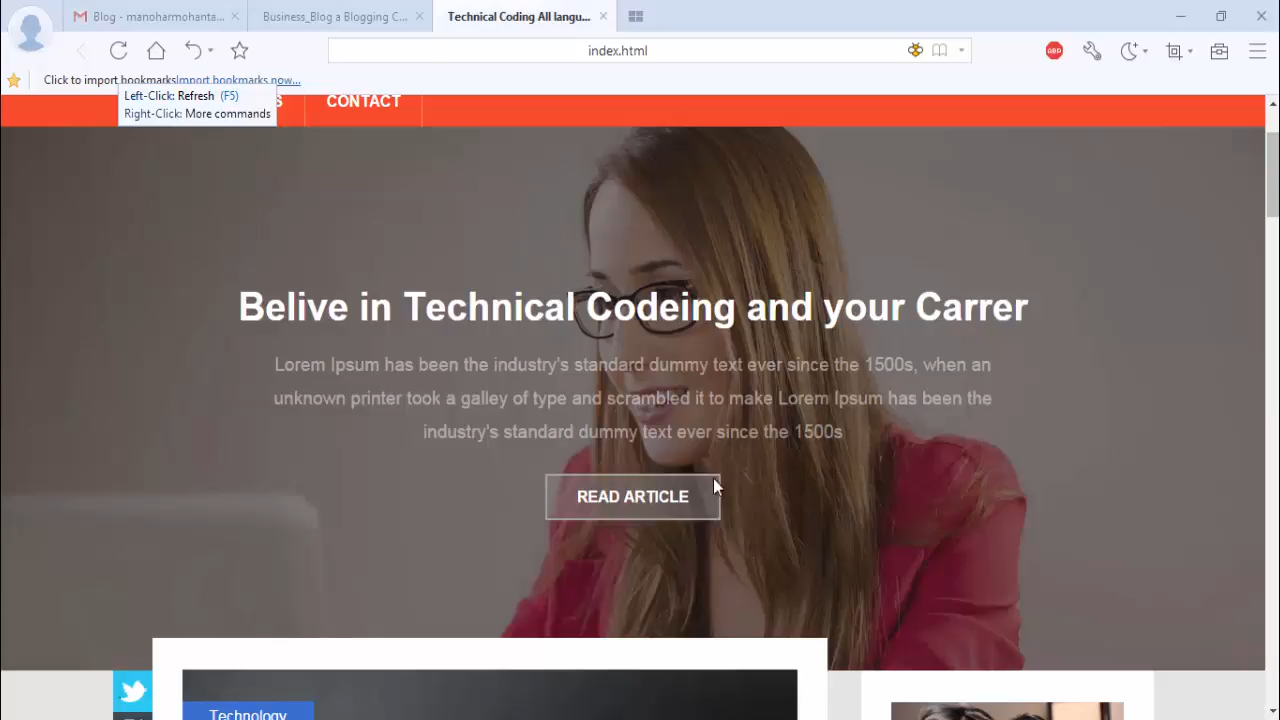 Blog - manoharmohanta...
Business_Blog a Blogging C...
Technical Coding All langu...
index.html
ABP
Click to import bookmarks Import bookmarks now...
Left-Click: Refresh (F5)
Right-Click: More commands
S
CONTACT
Belive in Technical Codeing and your Carrer
Lorem Ipsum has been the industry's standard dummy text ever since the 1500s, when an
unknown printer took a galley of type and scrambled it to make Lorem Ipsum has been the
industry's standard dummy text ever since the 1500s
READ ARTICLE
Technology